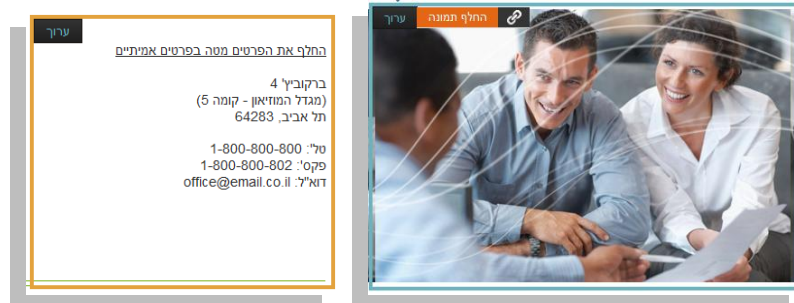 ערוך
החלף את הפרטים מטה בפרטים אמיתיים
ברקוביץ' 4
(מגדל המוזיאון - קומה 5)
תל אביב, 64283
טל': 1-800-800-800
פקס': 1-800-800-802
דוא"ל: office@email.co.il
ערוך
החלף תמונה